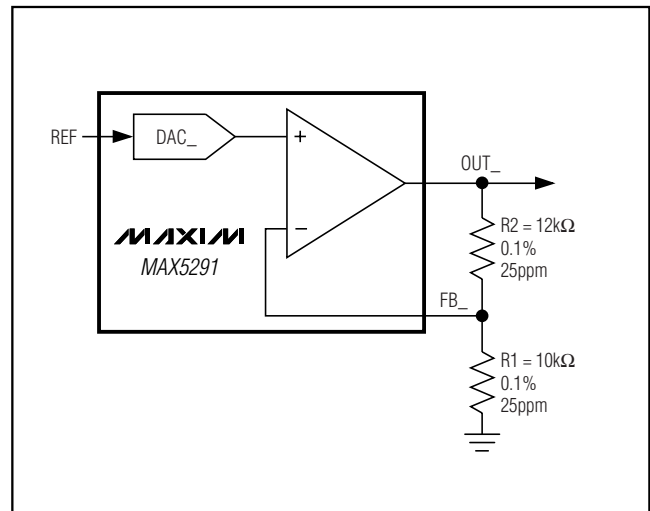 REF
DAC_
+
−
MAXIM
MAX5291
OUT_
R2 = 12kΩ
0.1%
25ppm
FB_
R1 = 10kΩ
0.1%
25ppm